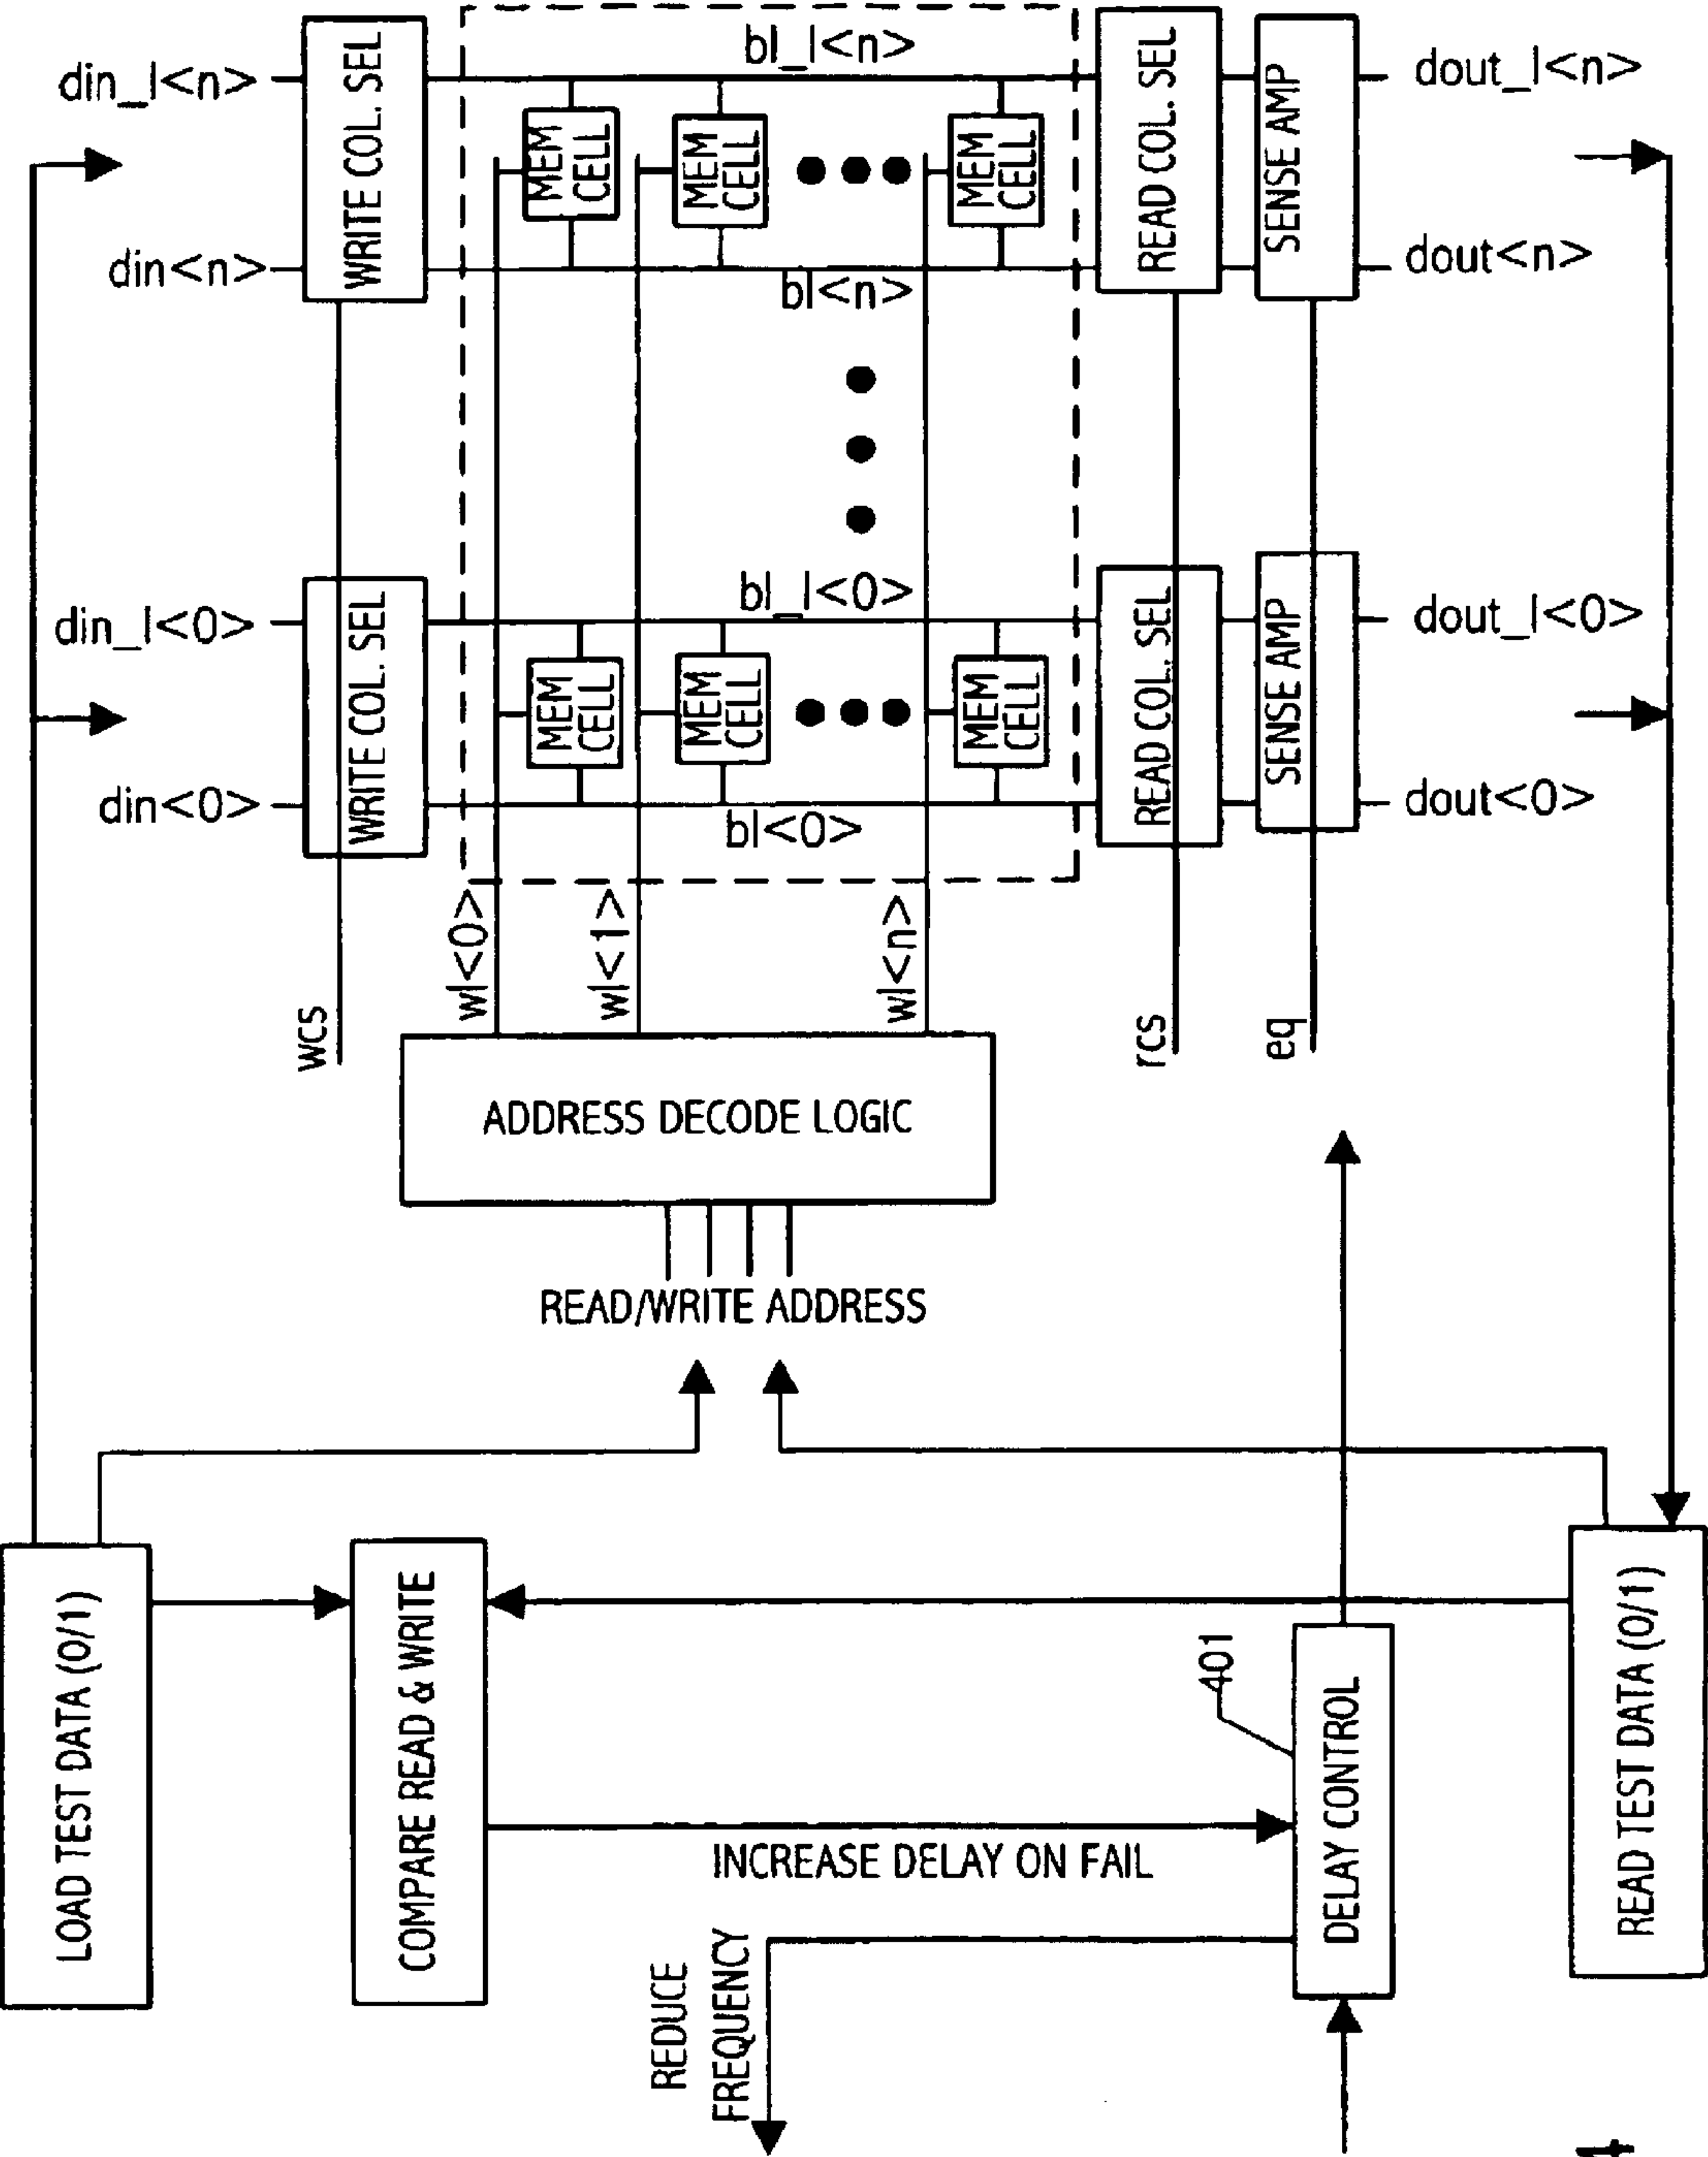 din_l<n>
din<n>
din_l<0>
din<0>
WRITE COL. SEL
WRITE COL. SEL
bl_l<n>
bl<n>
bl_l<0>
bl<0>
MEM
CELL
MEM
CELL
MEM
CELL
MEM
CELL
MEM
CELL
MEM
CELL
READ COL. SEL
READ COL. SEL
SENSE AMP
SENSE AMP
dout_l<n>
dout<n>
dout_l<0>
dout<0>
wcs
wl<0>
wl<1>
wl<n>
rcs
eq
ADDRESS DECODE LOGIC
READ/WRITE ADDRESS
LOAD TEST DATA (0/1)
COMPARE READ & WRITE
401
DELAY CONTROL
READ TEST DATA (0/1)
INCREASE DELAY ON FAIL
REDUCE
FREQUENCY